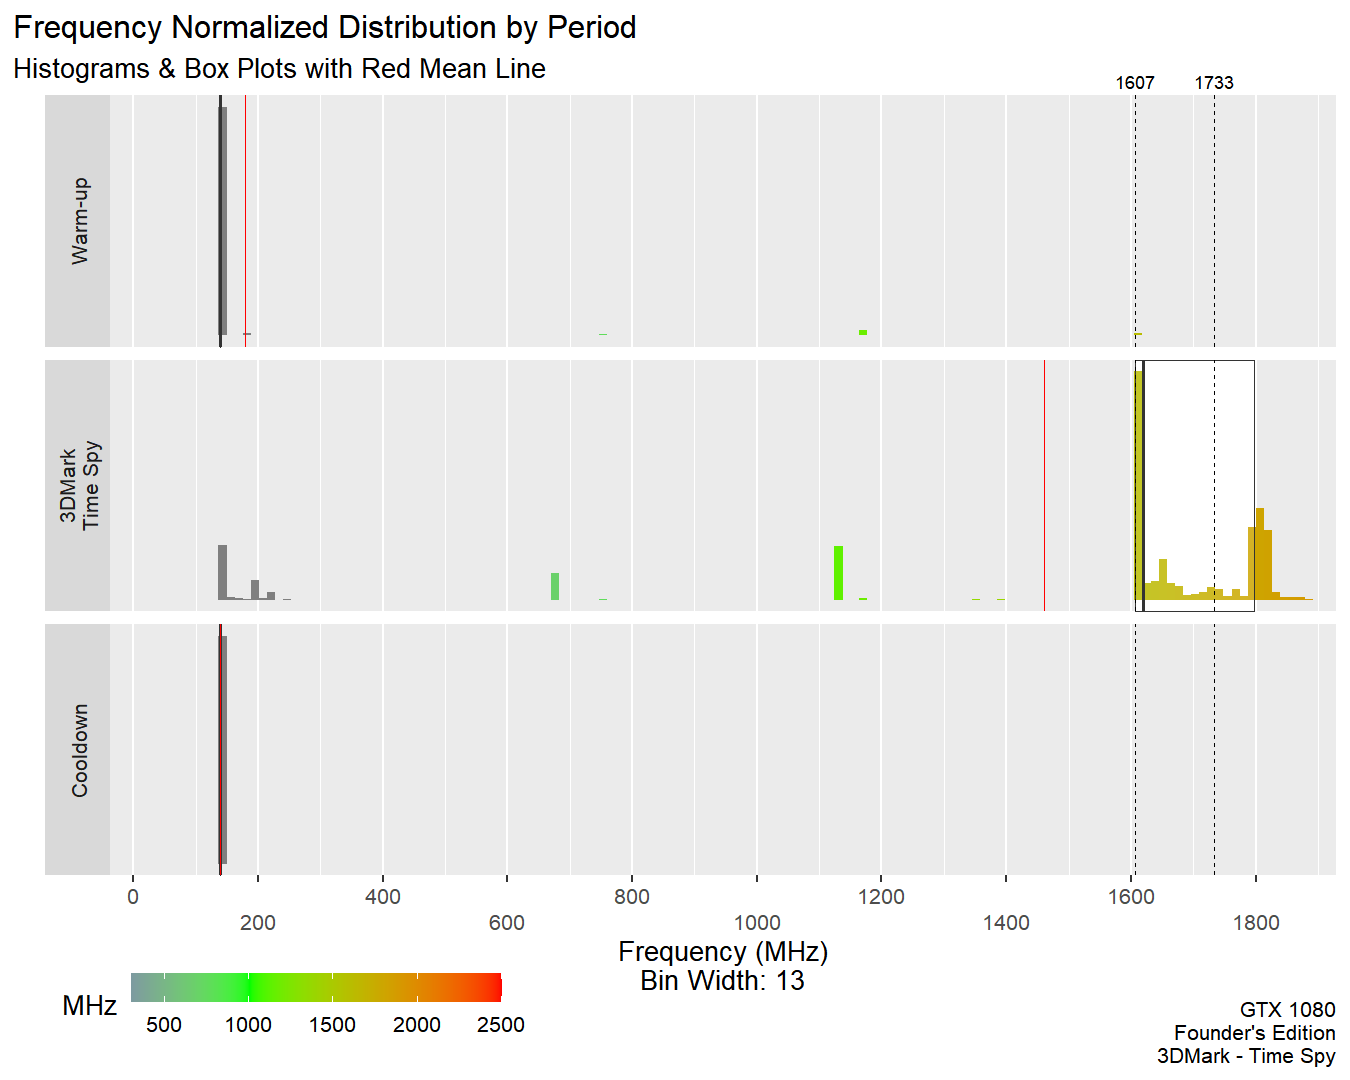 Frequency Normalized Distribution by Period
Histograms & Box Plots with Red Mean Line
1607 1733
Warm-up
3DMark
Time Spy
Cooldown
0 400 800 1200 1600
200 600 1000 1400 1800
Frequency (MHz)
Bin Width: 13
MHz
500 1000 1500 2000 2500
GTX 1080
Founder's Edition
3DMark - Time Spy